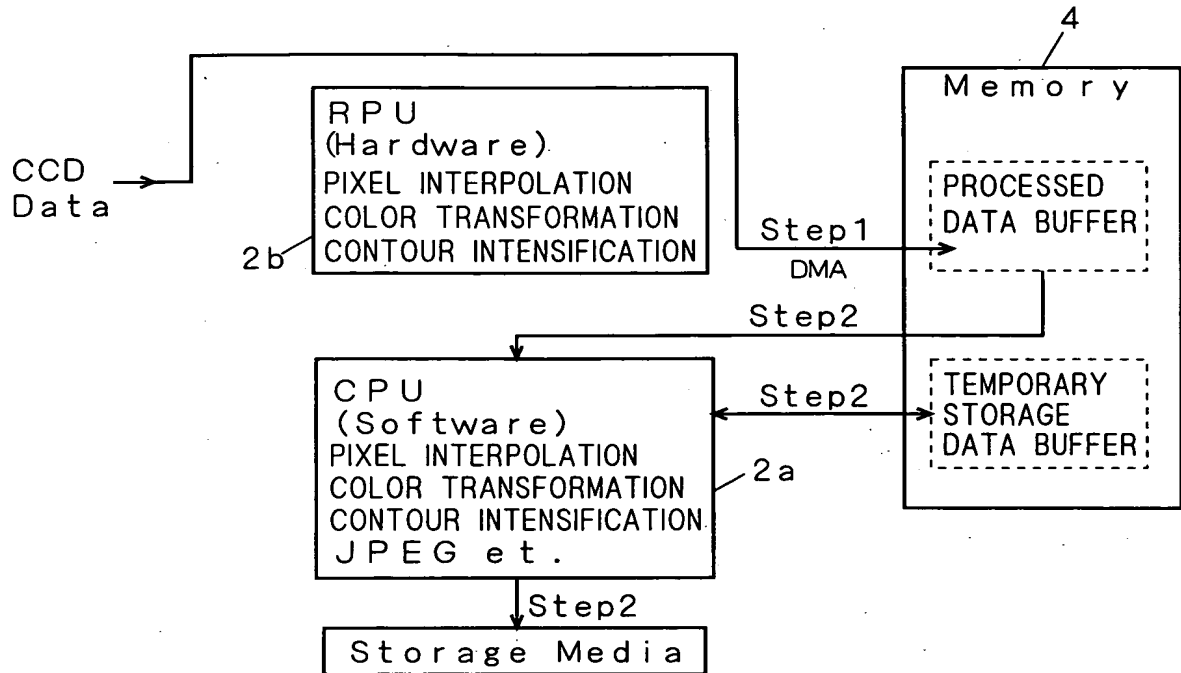 4
Memory
RPU
(Hardware)
PIXEL INTERPOLATION
COLOR TRANSFORMATION
CONTOUR INTENSIFICATION
2b
CCD
Data
PROCESSED
DATA BUFFER
Step1
DMA
Step2
CPU
(Software)
PIXEL INTERPOLATION
COLOR TRANSFORMATION
CONTOUR INTENSIFICATION
JPEG et.
2a
Step2
TEMPORARY
STORAGE
DATA BUFFER
Step2
Storage Media